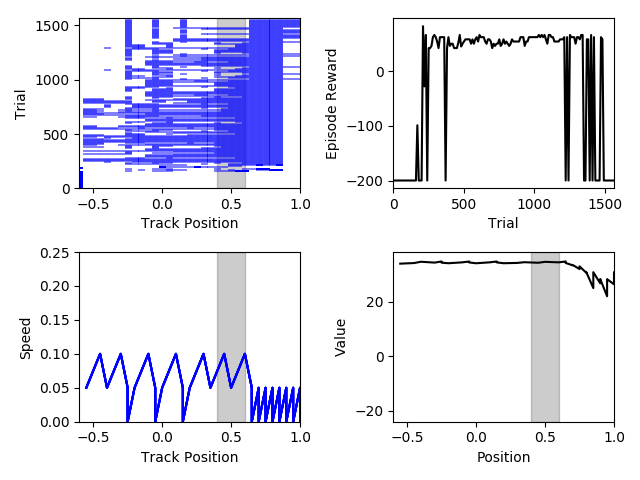 1500
1000
500
0
Trial
−0.5 0.0 0.5 1.0
Track Position
0
−100
−200
Episode Reward
0 500 1000 1500
Trial
0.25
0.20
0.15
0.10
0.05
0.00
Speed
−0.5 0.0 0.5 1.0
Track Position
20
0
−20
Value
−0.5 0.0 0.5 1.0
Position